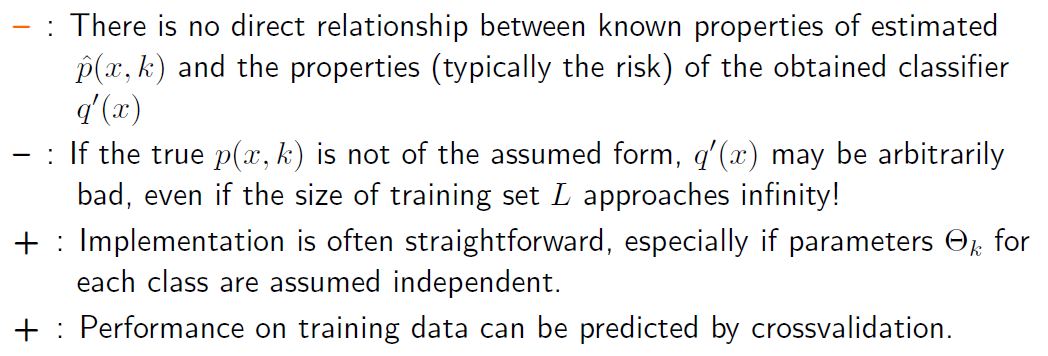 − : There is no direct relationship between known properties of estimated
p̂(x, k) and the properties (typically the risk) of the obtained classifier
q′(x)
− : If the true p(x, k) is not of the assumed form, q′(x) may be arbitrarily
bad, even if the size of training set L approaches infinity!
+ : Implementation is often straightforward, especially if parameters Θₖ for
each class are assumed independent.
+ : Performance on training data can be predicted by crossvalidation.